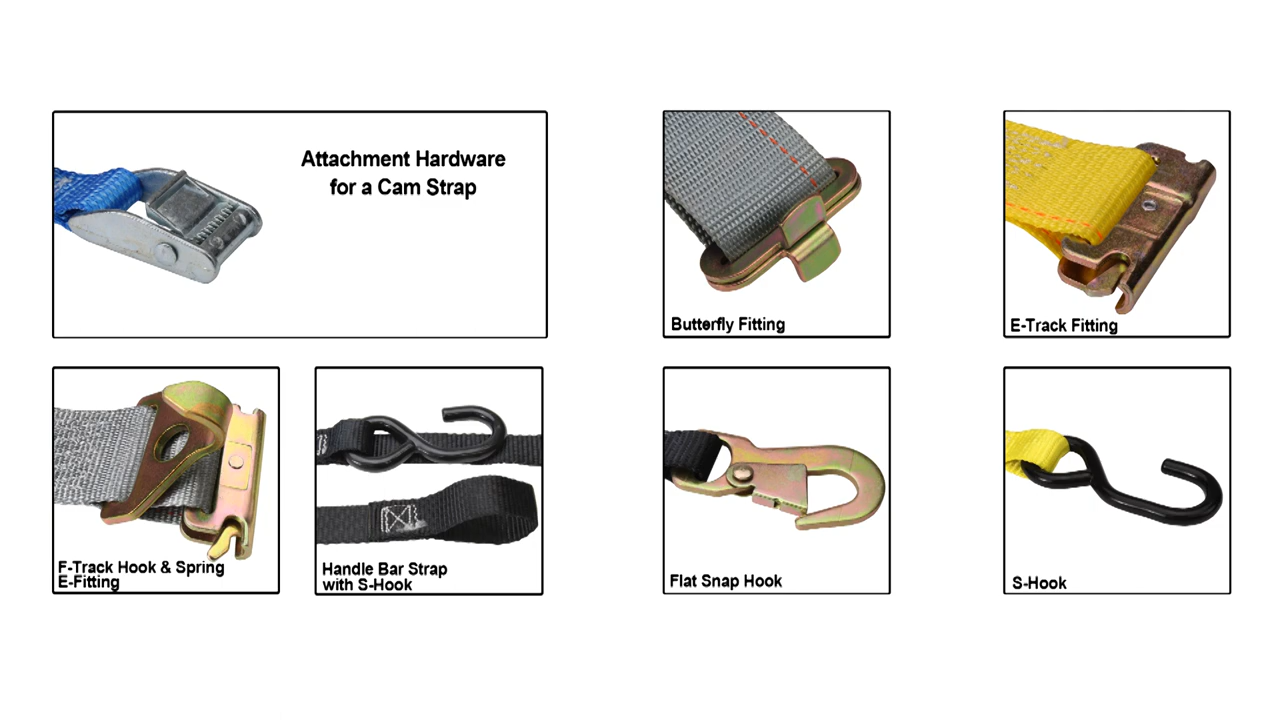 Attachment Hardware
for a Cam Strap
Butterfly Fitting
E-Track Fitting
F-Track Hook & Spring
E-Fitting
Handle Bar Strap
with S-Hook
Flat Snap Hook
S-Hook